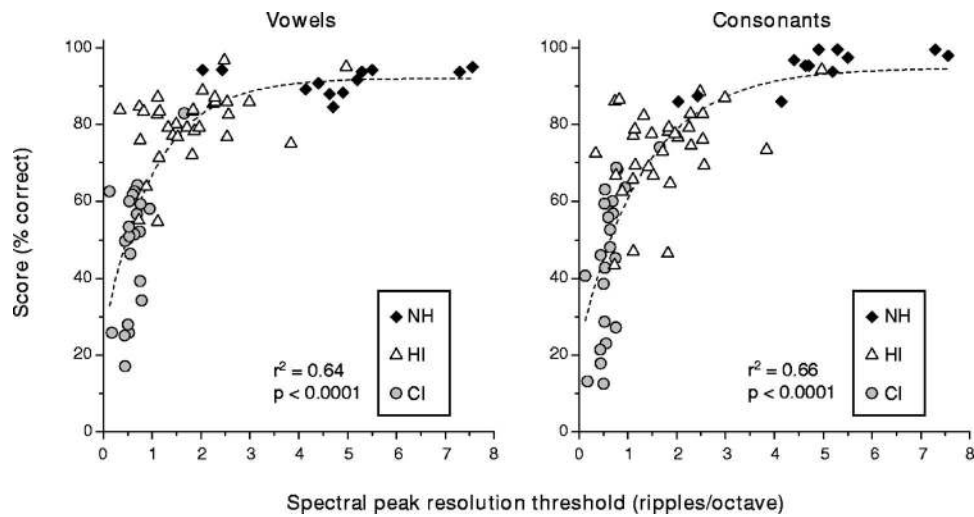 Vowels
Consonants
Score (% correct)
100
80
60
40
20
0
0 1 2 3 4 5 6 7 8
r² = 0.64
p < 0.0001
NH
HI
CI
100
80
60
40
20
0
0 1 2 3 4 5 6 7 8
r² = 0.66
p < 0.0001
NH
HI
CI
Spectral peak resolution threshold (ripples/octave)